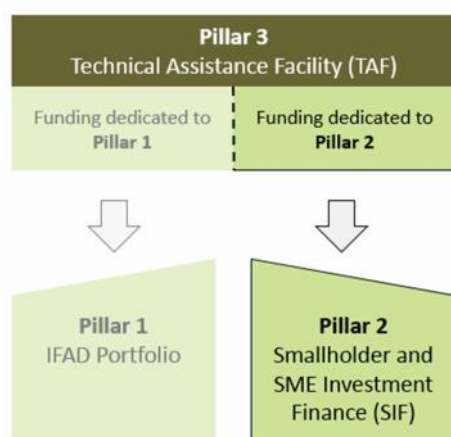 Pillar 3
Technical Assistance Facility (TAF)
Funding dedicated to
Pillar 1
Funding dedicated to
Pillar 2
Pillar 1
IFAD Portfolio
Pillar 2
Smallholder and
SME Investment
Finance (SIF)